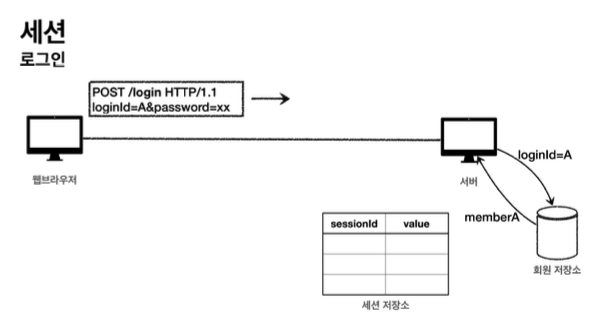 세션
로그인
POST /login HTTP/1.1
loginId=A&password=xx
웹브라우저
서버
loginId=A
memberA
회원 저장소
sessionId value
세션 저장소